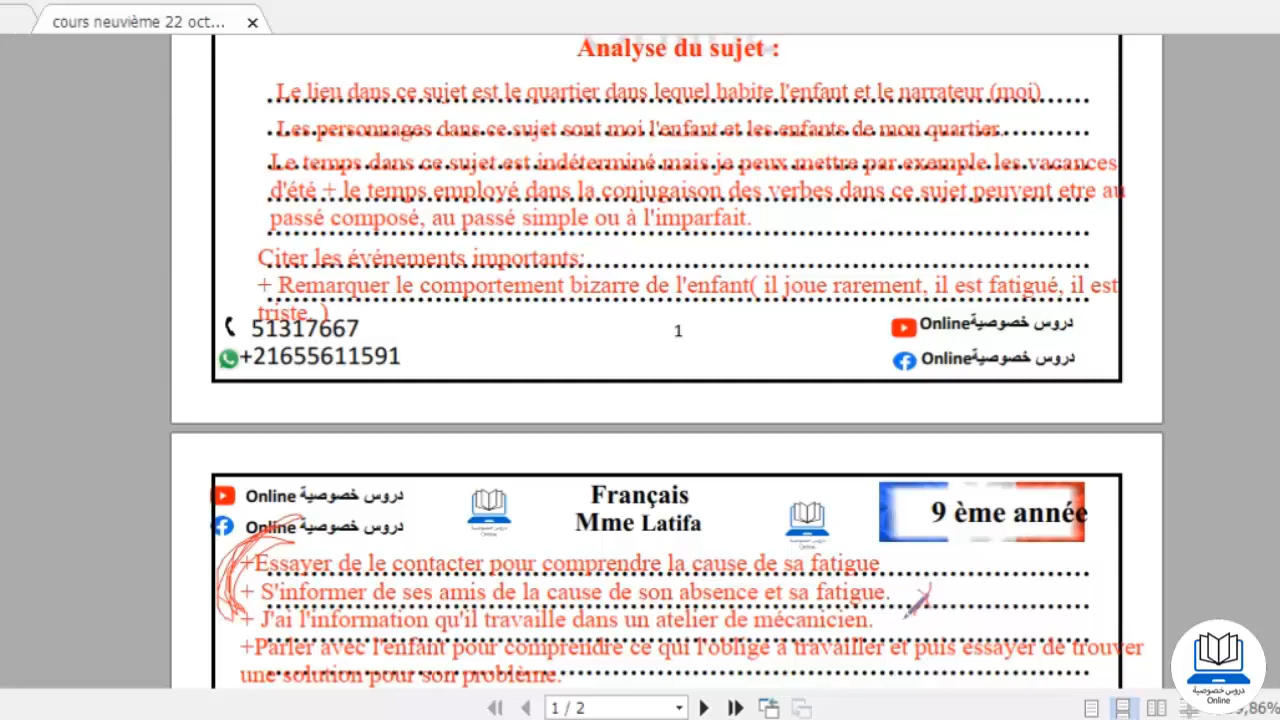 cours neuvième 22 oct...
Analyse du sujet :
Le lieu dans ce sujet est le quartier dans lequel habite l'enfant et le narrateur (moi)
Les personnages dans ce sujet sont moi l'enfant et les enfants de mon quartier.
Le temps dans ce sujet est indéterminé mais je peux mettre par exemple les vacances
d'été + le temps employé dans la conjugaison des verbes dans ce sujet peuvent etre au
passé composé, au passé simple ou à l'imparfait.
Citer les événements importants:
+ Remarquer le comportement bizarre de l'enfant( il joue rarement, il est fatigué, il est
triste. )
51317667
+21655611591
1
دروس خصوصية Online
دروس خصوصية Online
Online دروس خصوصية
Online دروس خصوصية
Français
Mme Latifa
9 ème année
+Essayer de le contacter pour comprendre la cause de sa fatigue
+ S'informer de ses amis de la cause de son absence et sa fatigue.
+ J'ai l'information qu'il travaille dans un atelier de mécanicien.
+Parler avec l'enfant pour comprendre ce qui l'oblige à travailler et puis essayer de trouver
une solution pour son problème.
1 / 2
دروس خصوصية
Online